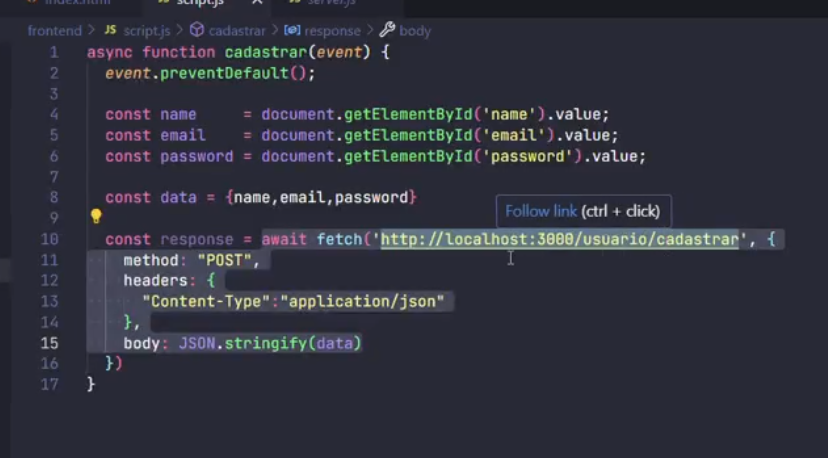 index.html JS script.js JS server.js
frontend > JS script.js > cadastrar > response > body
1 async function cadastrar(event) {
2 event.preventDefault();
3
4 const name = document.getElementById('name').value;
5 const email = document.getElementById('email').value;
6 const password = document.getElementById('password').value;
7
8 const data = {name,email,password}
Follow link (ctrl + click)
9
10 const response = await fetch('http://localhost:3000/usuario/cadastrar', {
11 method: "POST",
12 headers: {
13 "Content-Type":"application/json"
14 },
15 body: JSON.stringify(data)
16 })
17 }